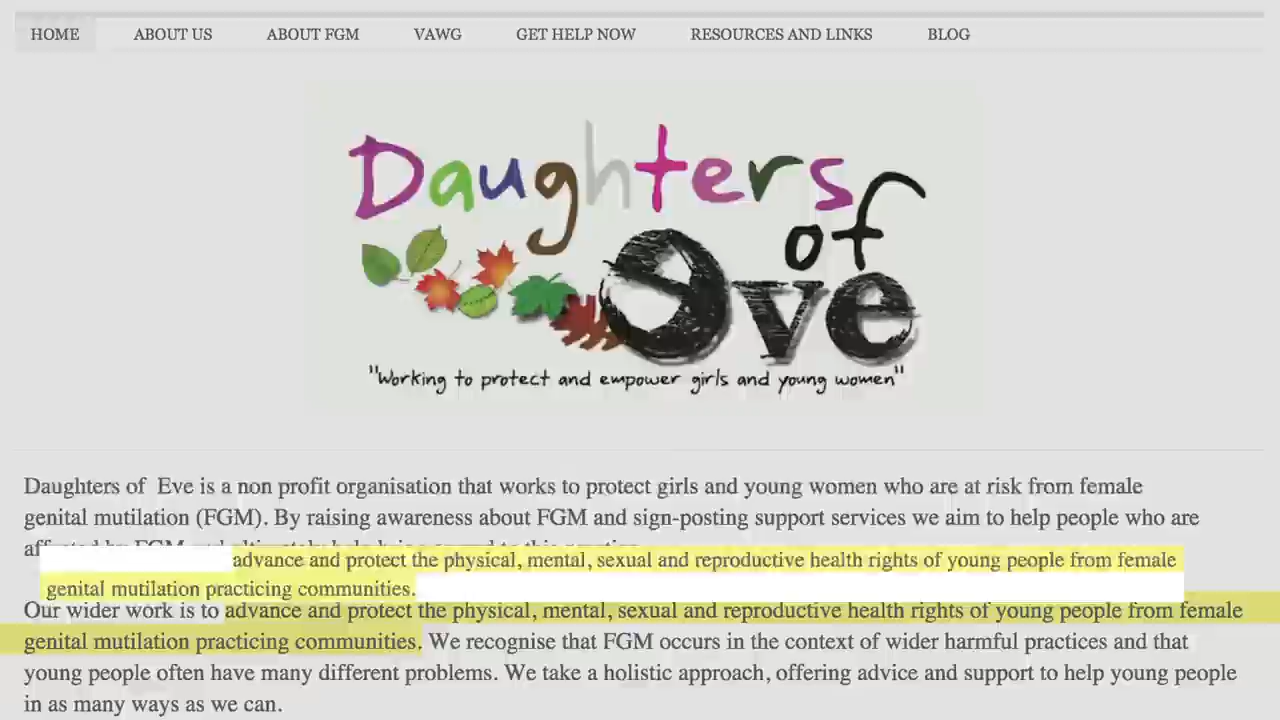 HOME ABOUT US ABOUT FGM VAWG GET HELP NOW RESOURCES AND LINKS BLOG
Daughters
of
Eve
"Working to protect and empower girls and young women"
Daughters of Eve is a non profit organisation that works to protect girls and young women who are at risk from female
genital mutilation (FGM). By raising awareness about FGM and sign-posting support services we aim to help people who are
advance and protect the physical, mental, sexual and reproductive health rights of young people from female
genital mutilation practicing communities.
Our wider work is to advance and protect the physical, mental, sexual and reproductive health rights of young people from female
genital mutilation practicing communities. We recognise that FGM occurs in the context of wider harmful practices and that
young people often have many different problems. We take a holistic approach, offering advice and support to help young people
in as many ways as we can.